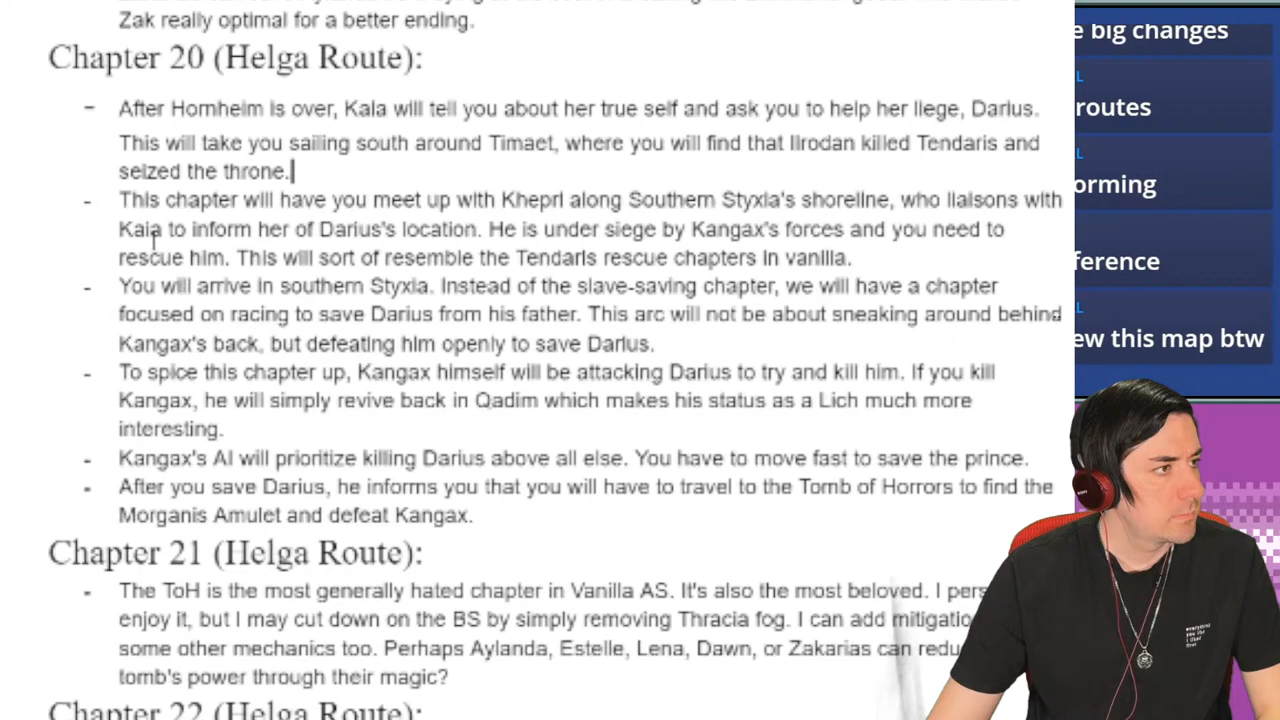 Zak really optimal for a better ending.
Chapter 20 (Helga Route):
- After Hornheim is over, Kala will tell you about her true self and ask you to help her liege, Darius.
This will take you sailing south around Timaet, where you will find that Ilrodan killed Tendaris and
seized the throne.
- This chapter will have you meet up with Khepri along Southern Styxia's shoreline, who liaisons with
Kala to inform her of Darius's location. He is under siege by Kangax's forces and you need to
rescue him. This will sort of resemble the Tendaris rescue chapters in vanilla.
- You will arrive in southern Styxia. Instead of the slave-saving chapter, we will have a chapter
focused on racing to save Darius from his father. This arc will not be about sneaking around behind
Kangax's back, but defeating him openly to save Darius.
- To spice this chapter up, Kangax himself will be attacking Darius to try and kill him. If you kill
Kangax, he will simply revive back in Qadim which makes his status as a Lich much more
interesting.
- Kangax's AI will prioritize killing Darius above all else. You have to move fast to save the prince.
- After you save Darius, he informs you that you will have to travel to the Tomb of Horrors to find the
Morganis Amulet and defeat Kangax.
Chapter 21 (Helga Route):
- The ToH is the most generally hated chapter in Vanilla AS. It's also the most beloved. I pers
enjoy it, but I may cut down on the BS by simply removing Thracia fog. I can add mitigatio
some other mechanics too. Perhaps Aylanda, Estelle, Lena, Dawn, or Zakarias can redu
tomb's power through their magic?
Chapter 22 (Helga Route):
e big changes
L
routes
L
orming
L
ference
L
ew this map btw